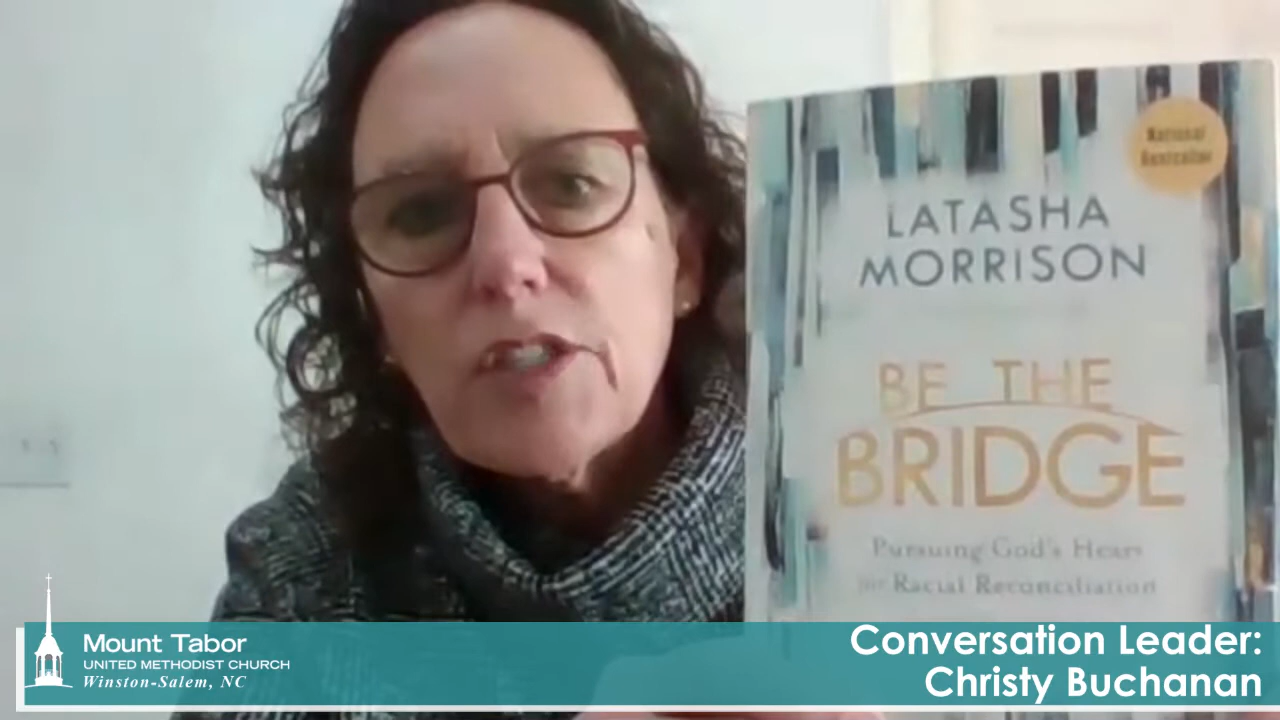 National
Bestseller
LATASHA
MORRISON
BE THE
BRIDGE
Pursuing God's Heart
for Racial Reconciliation
Mount Tabor
UNITED METHODIST CHURCH
Winston-Salem, NC
Conversation Leader:
Christy Buchanan